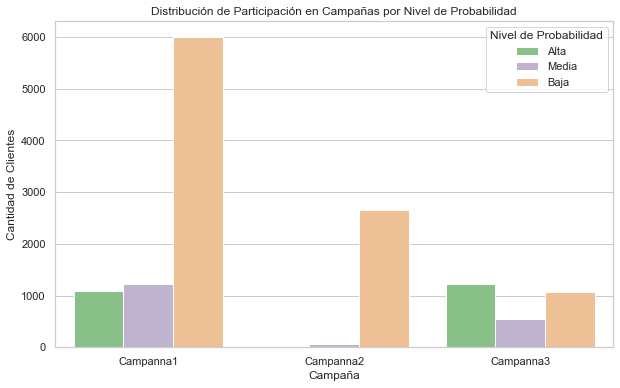 Distribución de Participación en Campañas por Nivel de Probabilidad
Nivel de Probabilidad
Alta
Media
Baja
Cantidad de Clientes
6000
5000
4000
3000
2000
1000
0
Campanna1 Campanna2 Campanna3
Campaña